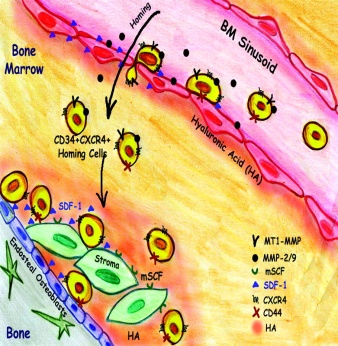 Homing
Bone
Marrow
BM Sinusoid
Hyaluronic Acid (HA)
CD34+CXCR4+
Homing Cells
SDF-1
Endosteal Osteoblasts
Stroma
mSCF
Bone
HA
MT1-MMP
MMP-2/9
mSCF
SDF-1
CXCR4
CD44
HA